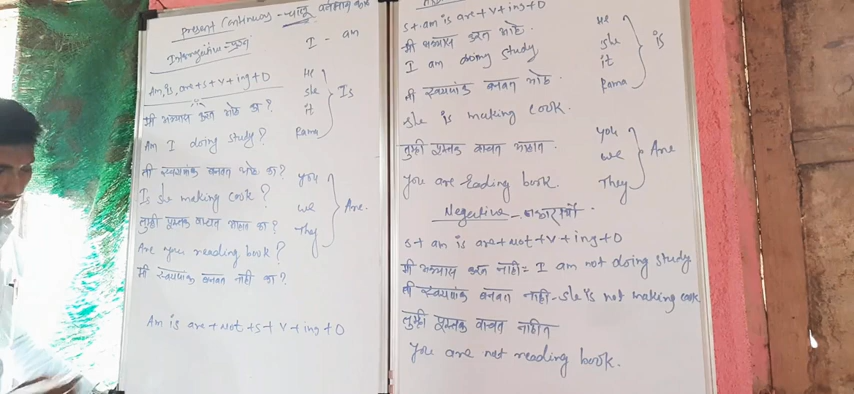 Present Continuous - चालू वर्तमान काळ
Interogative - प्रश्न
I - am
Am, is, are + s + v + ing + O
He
she
it
Rama
Is
मी अभ्यास करत आहे का?
Am I doing study?
ती स्वयपांक बनवत आहे का?
Is she making cook?
तुम्ही पुस्तक वाचत आहात का?
Are you reading book?
you
we
They
Are.
ती स्वयपांक बनवत नाही का?
Am is are + not + s + v + ing + O
s + am is are + v + ing + O
मी अभ्यास करत आहे.
I am doing study
ती स्वयपांक बनवत आहे.
She is making cook.
तुम्ही पुस्तक वाचत आहात.
You are reading book.
He
she
it
Rama
is
you
we
They
Are
Negative - नकारार्थी
s + am is are + not + v + ing + O
मी अभ्यास करत नाही = I am not doing study
ती स्वयपांक बनवत नाही - she is not making cook.
तुम्ही पुस्तक वाचत नाहीत
You are not reading book.